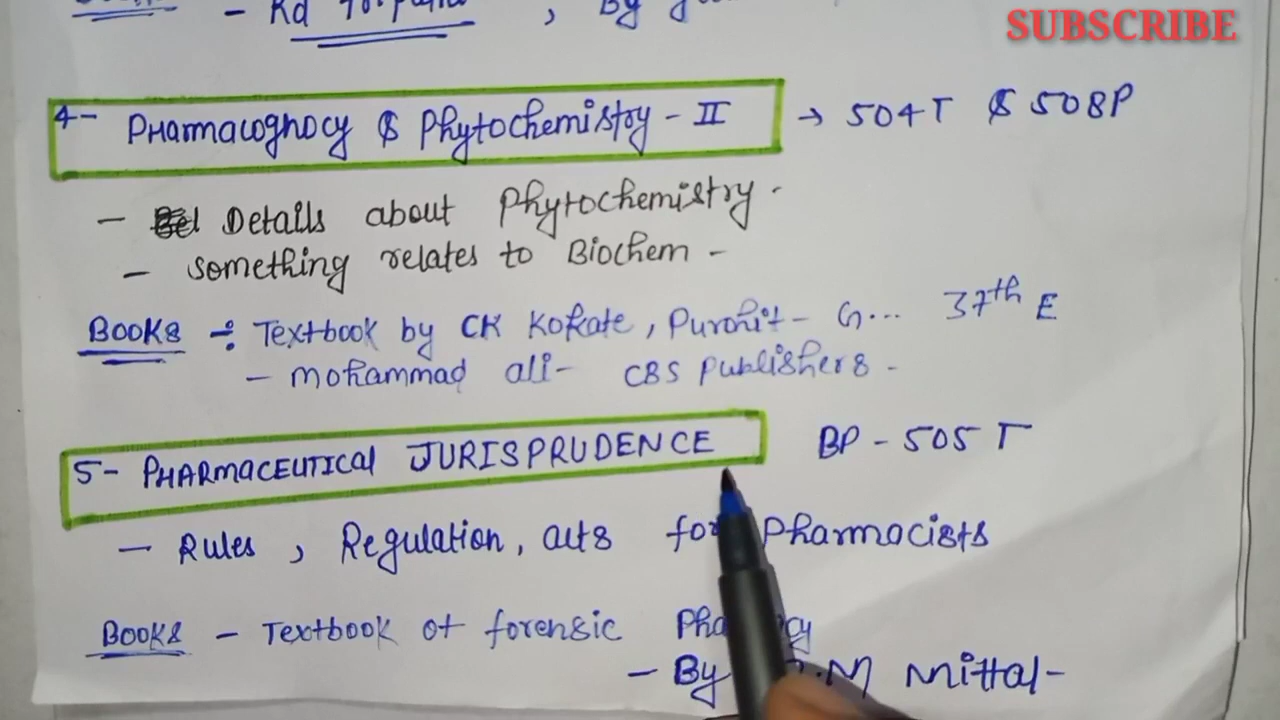 - Rd , By
SUBSCRIBE
4- Pharmacognocy & Phytochemistry - II → 504T & 508P
- Details about Phytochemistry.
- something relates to Biochem -
Books ÷ Textbook by CK Kokate, Purohit - G... 37th E
- mohammad ali - CBS Publishers -
5- PHARMACEUTICAL JURISPRUDENCE BP - 505 T
- Rules, Regulation, acts for Pharmacists
Books - Textbook of forensic
- By M Mittal -